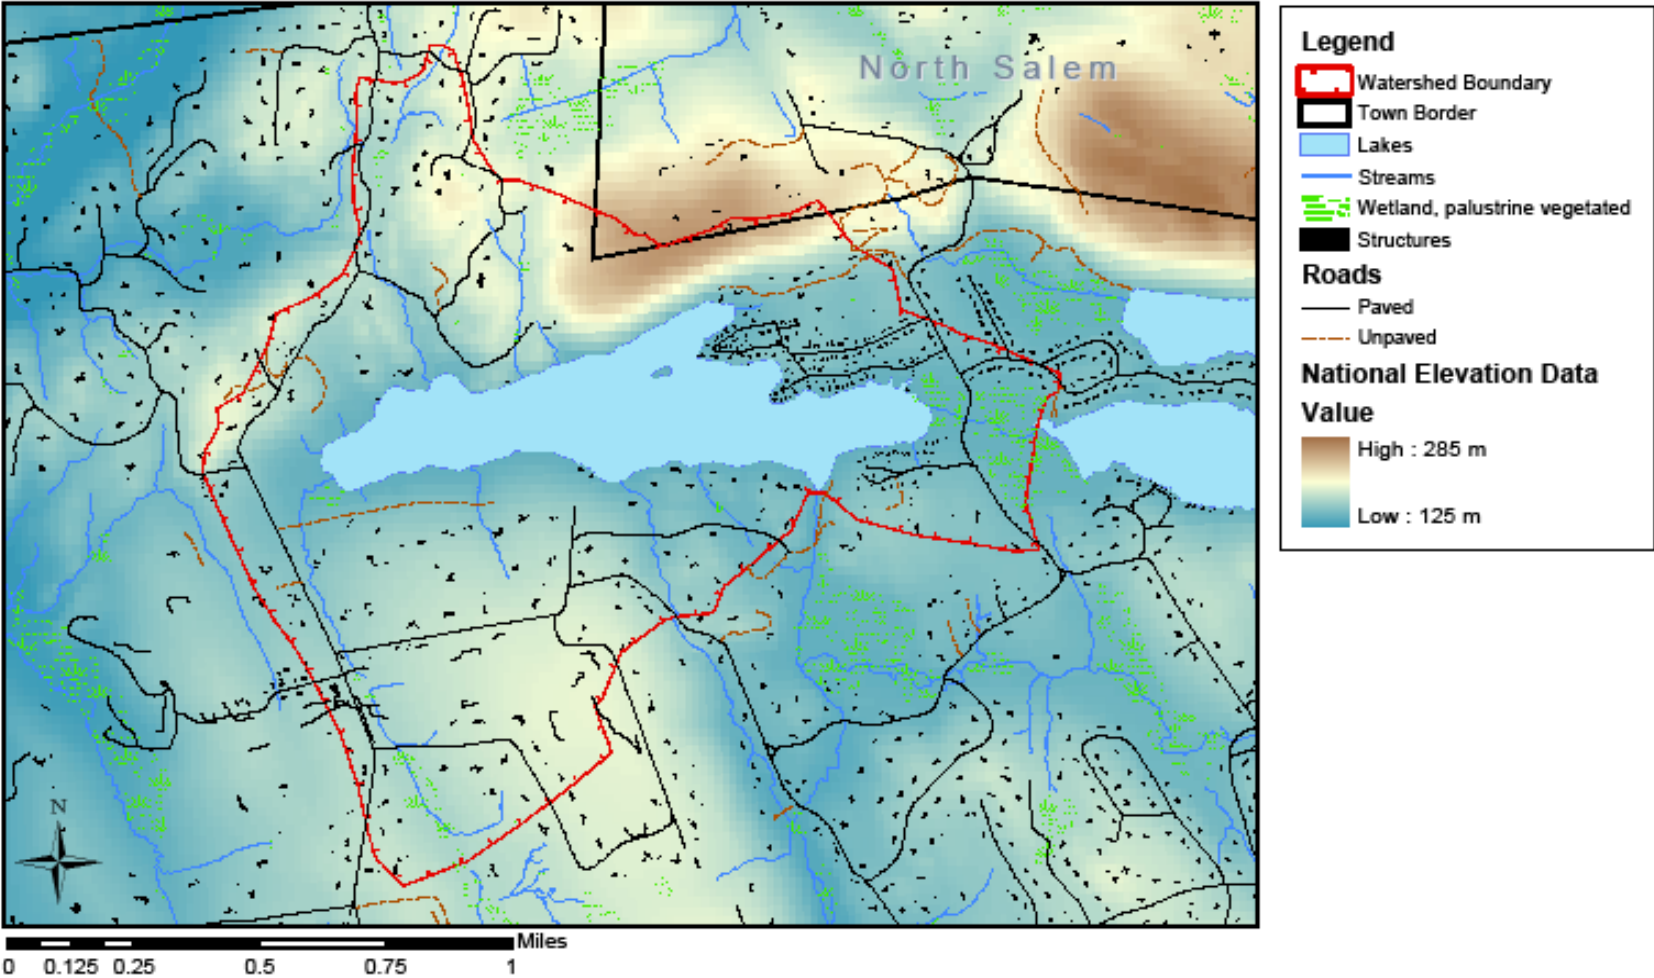 North Salem
N
0 0.125 0.25 0.5 0.75 1
Miles
Legend
Watershed Boundary
Town Border
Lakes
Streams
Wetland, palustrine vegetated
Structures
Roads
Paved
Unpaved
National Elevation Data
Value
High : 285 m
Low : 125 m